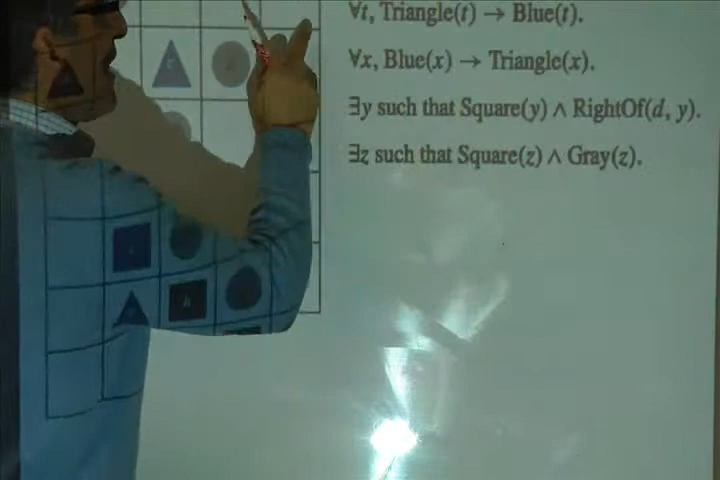 ∀t, Triangle(t) → Blue(t).
∀x, Blue(x) → Triangle(x).
∃y such that Square(y) ∧ RightOf(d, y).
∃z such that Square(z) ∧ Gray(z).